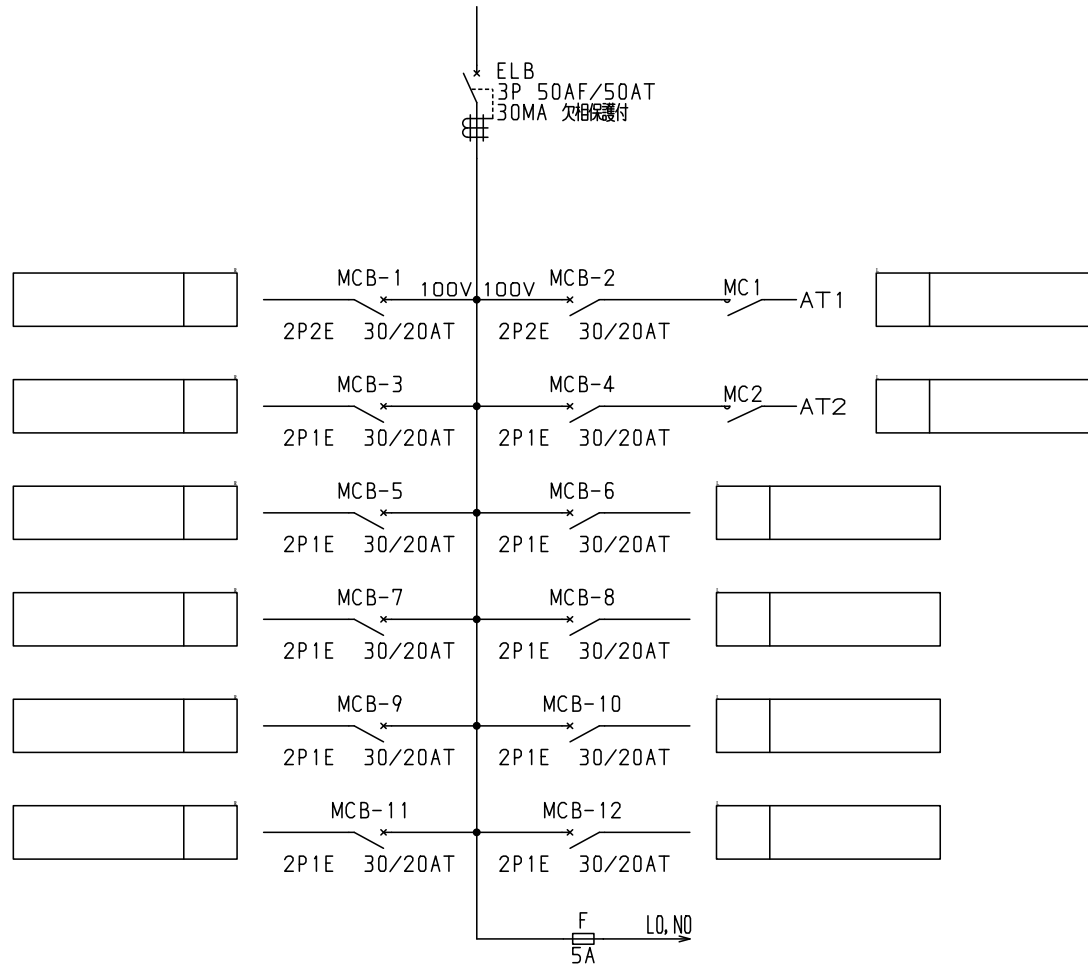 ELB
3P 50AF/50AT
30MA 欠相保護付
MCB-1
100V
100V
MCB-2
MC1
AT1
2P2E 30/20AT
2P2E 30/20AT
MCB-3
MCB-4
MC2
AT2
2P1E 30/20AT
2P1E 30/20AT
MCB-5
MCB-6
2P1E 30/20AT
2P1E 30/20AT
MCB-7
MCB-8
2P1E 30/20AT
2P1E 30/20AT
MCB-9
MCB-10
2P1E 30/20AT
2P1E 30/20AT
MCB-11
MCB-12
2P1E 30/20AT
2P1E 30/20AT
F
L0,N0
5A